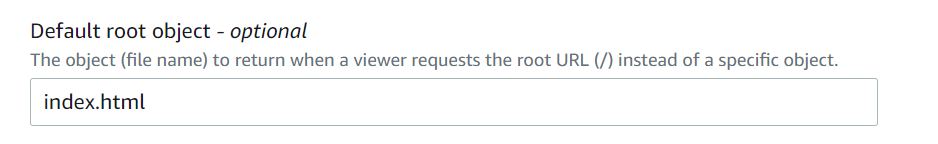 Default root object - optional
The object (file name) to return when a viewer requests the root URL (/) instead of a specific object.
index.html